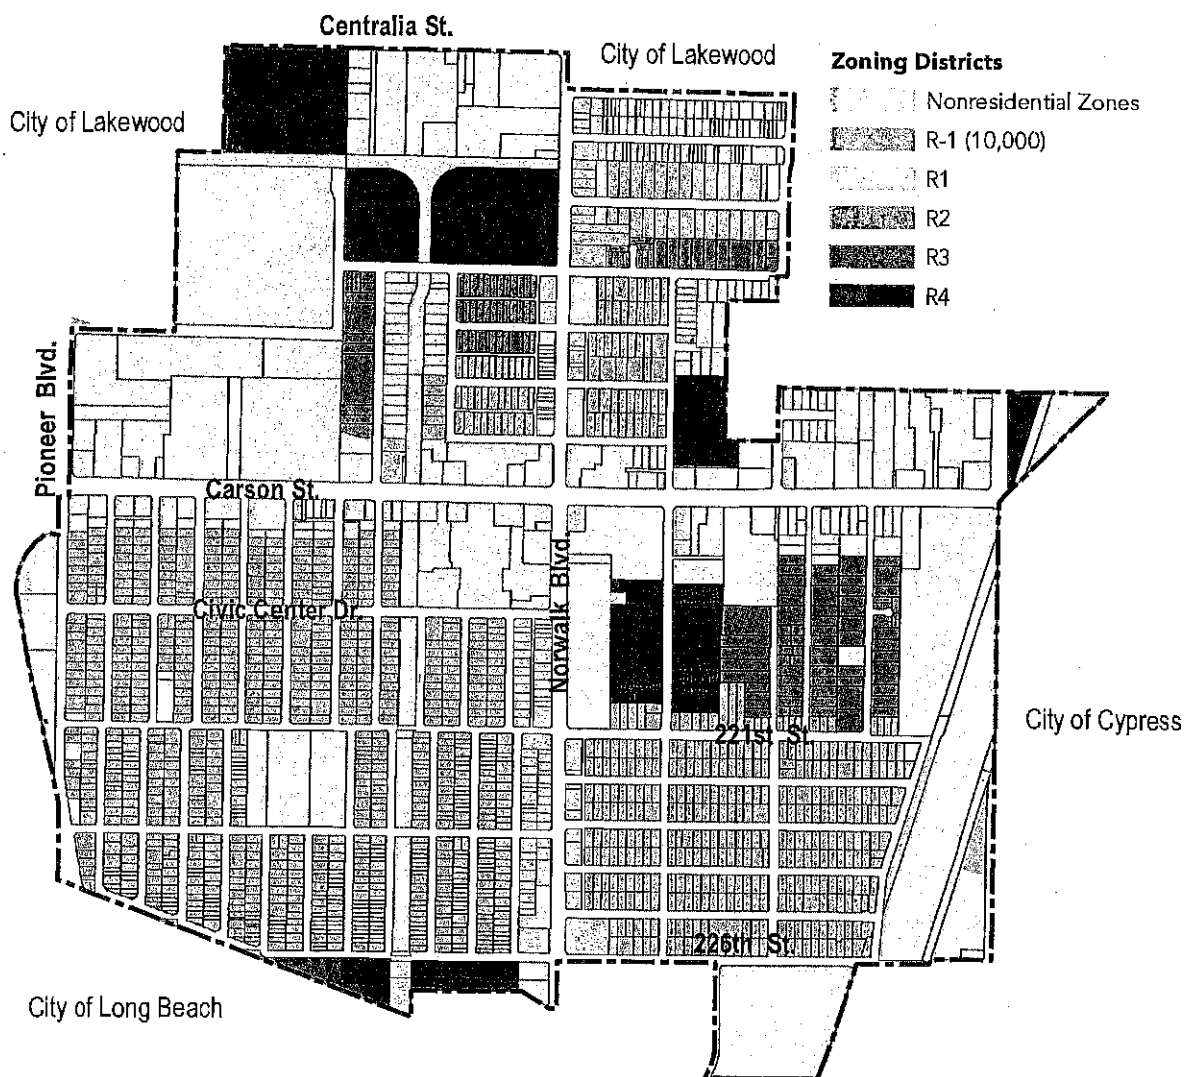 Centralia St.
City of Lakewood
Zoning Districts
Nonresidential Zones
R-1 (10,000)
R1
R2
R3
R4
City of Lakewood
Pioneer Blvd.
Carson St.
Norwalk Blvd.
Civic Center Dr.
221st St.
City of Cypress
226th St.
City of Long Beach